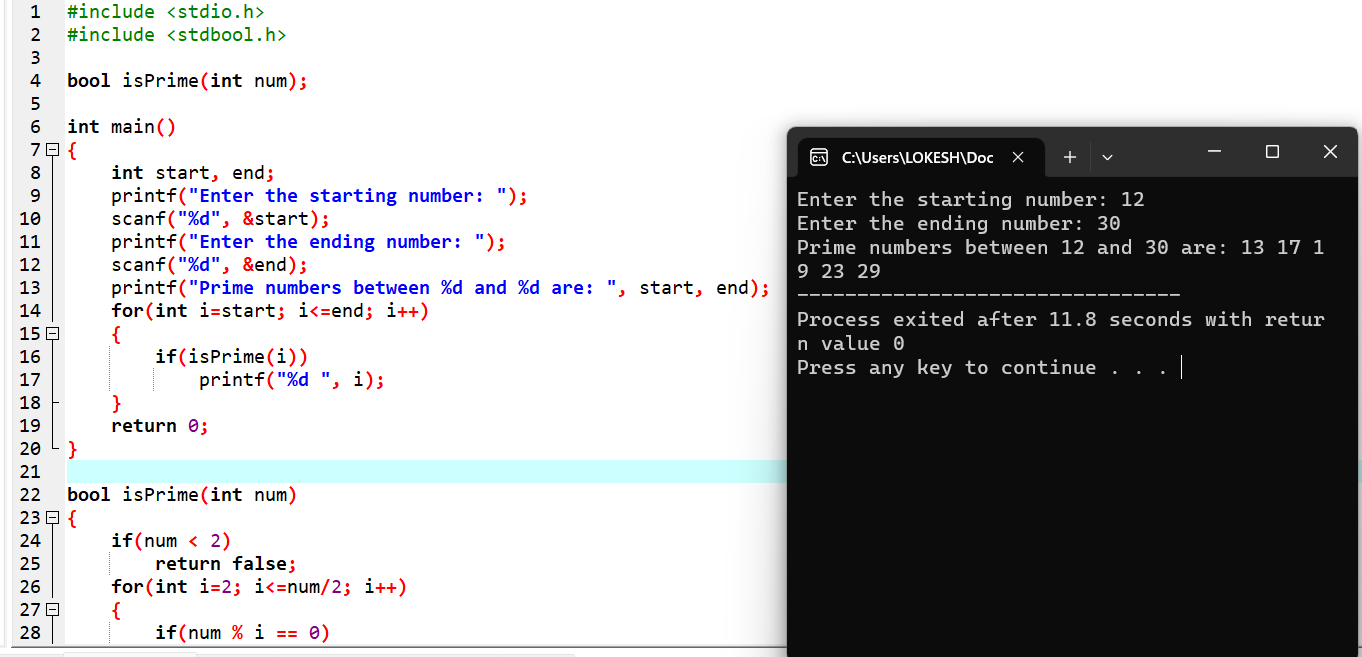 1 #include <stdio.h>
2 #include <stdbool.h>
3
4 bool isPrime(int num);
5
6 int main()
7 {
8     int start, end;
9     printf("Enter the starting number: ");
10     scanf("%d", &start);
11     printf("Enter the ending number: ");
12     scanf("%d", &end);
13     printf("Prime numbers between %d and %d are: ", start, end);
14     for(int i=start; i<=end; i++)
15     {
16         if(isPrime(i))
17             printf("%d ", i);
18     }
19     return 0;
20 }
21
22 bool isPrime(int num)
23 {
24     if(num < 2)
25         return false;
26     for(int i=2; i<=num/2; i++)
27     {
28         if(num % i == 0)
C:\Users\LOKESH\Doc
Enter the starting number: 12
Enter the ending number: 30
Prime numbers between 12 and 30 are: 13 17 1
9 23 29
--------------------------------
Process exited after 11.8 seconds with retur
n value 0
Press any key to continue . . .